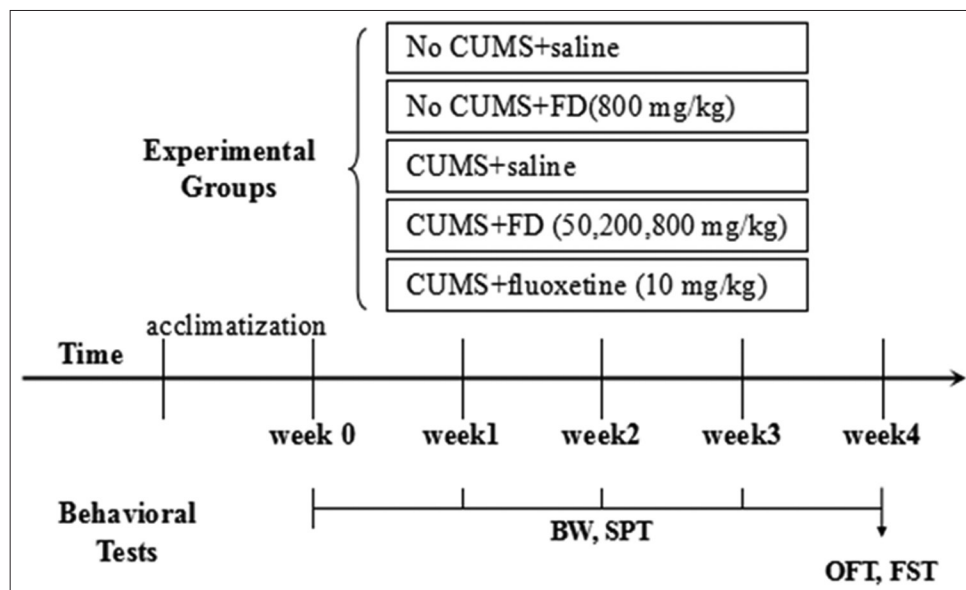 No CUMS+saline
No CUMS+FD(800 mg/kg)
Experimental
Groups
CUMS+saline
CUMS+FD (50,200,800 mg/kg)
CUMS+fluoxetine (10 mg/kg)
acclimatization
Time
week 0
week1
week2
week3
week4
Behavioral
Tests
BW, SPT
OFT, FST